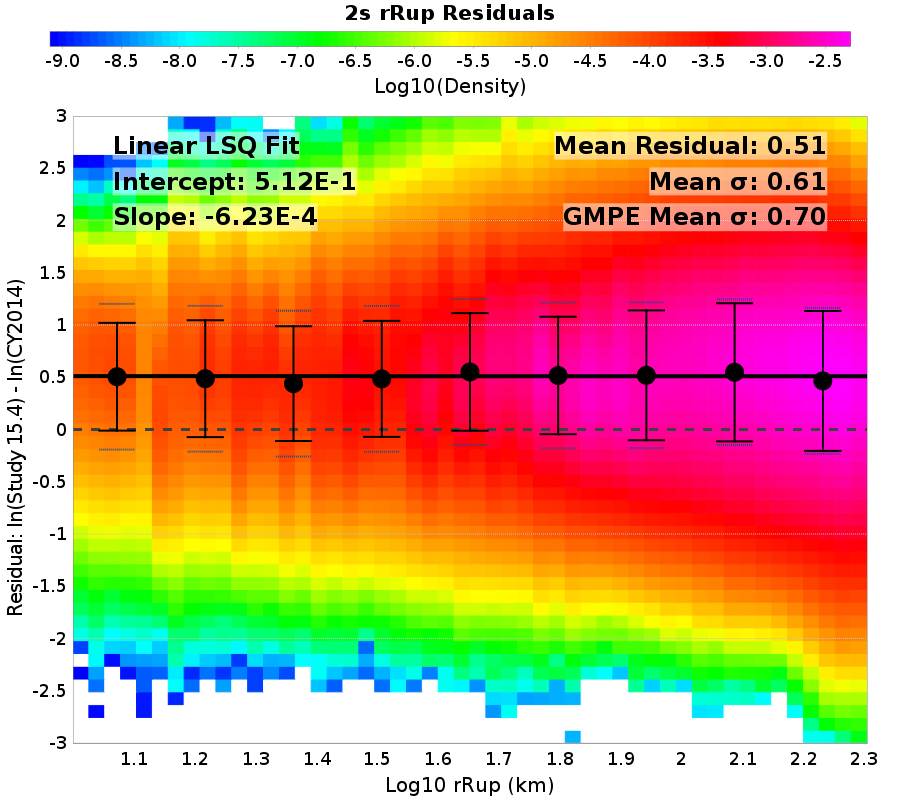 2s rRup Residuals
-9.0 -8.5 -8.0 -7.5 -7.0 -6.5 -6.0 -5.5 -5.0 -4.5 -4.0 -3.5 -3.0 -2.5
Log10(Density)
Linear LSQ Fit
Intercept: 5.12E-1
Slope: -6.23E-4
Mean Residual: 0.51
Mean σ: 0.61
GMPE Mean σ: 0.70
Residual: ln(Study 15.4) - ln(CY2014)
3
2.5
2
1.5
1
0.5
0
-0.5
-1
-1.5
-2
-2.5
-3
1.1 1.2 1.3 1.4 1.5 1.6 1.7 1.8 1.9 2 2.1 2.2 2.3
Log10 rRup (km)